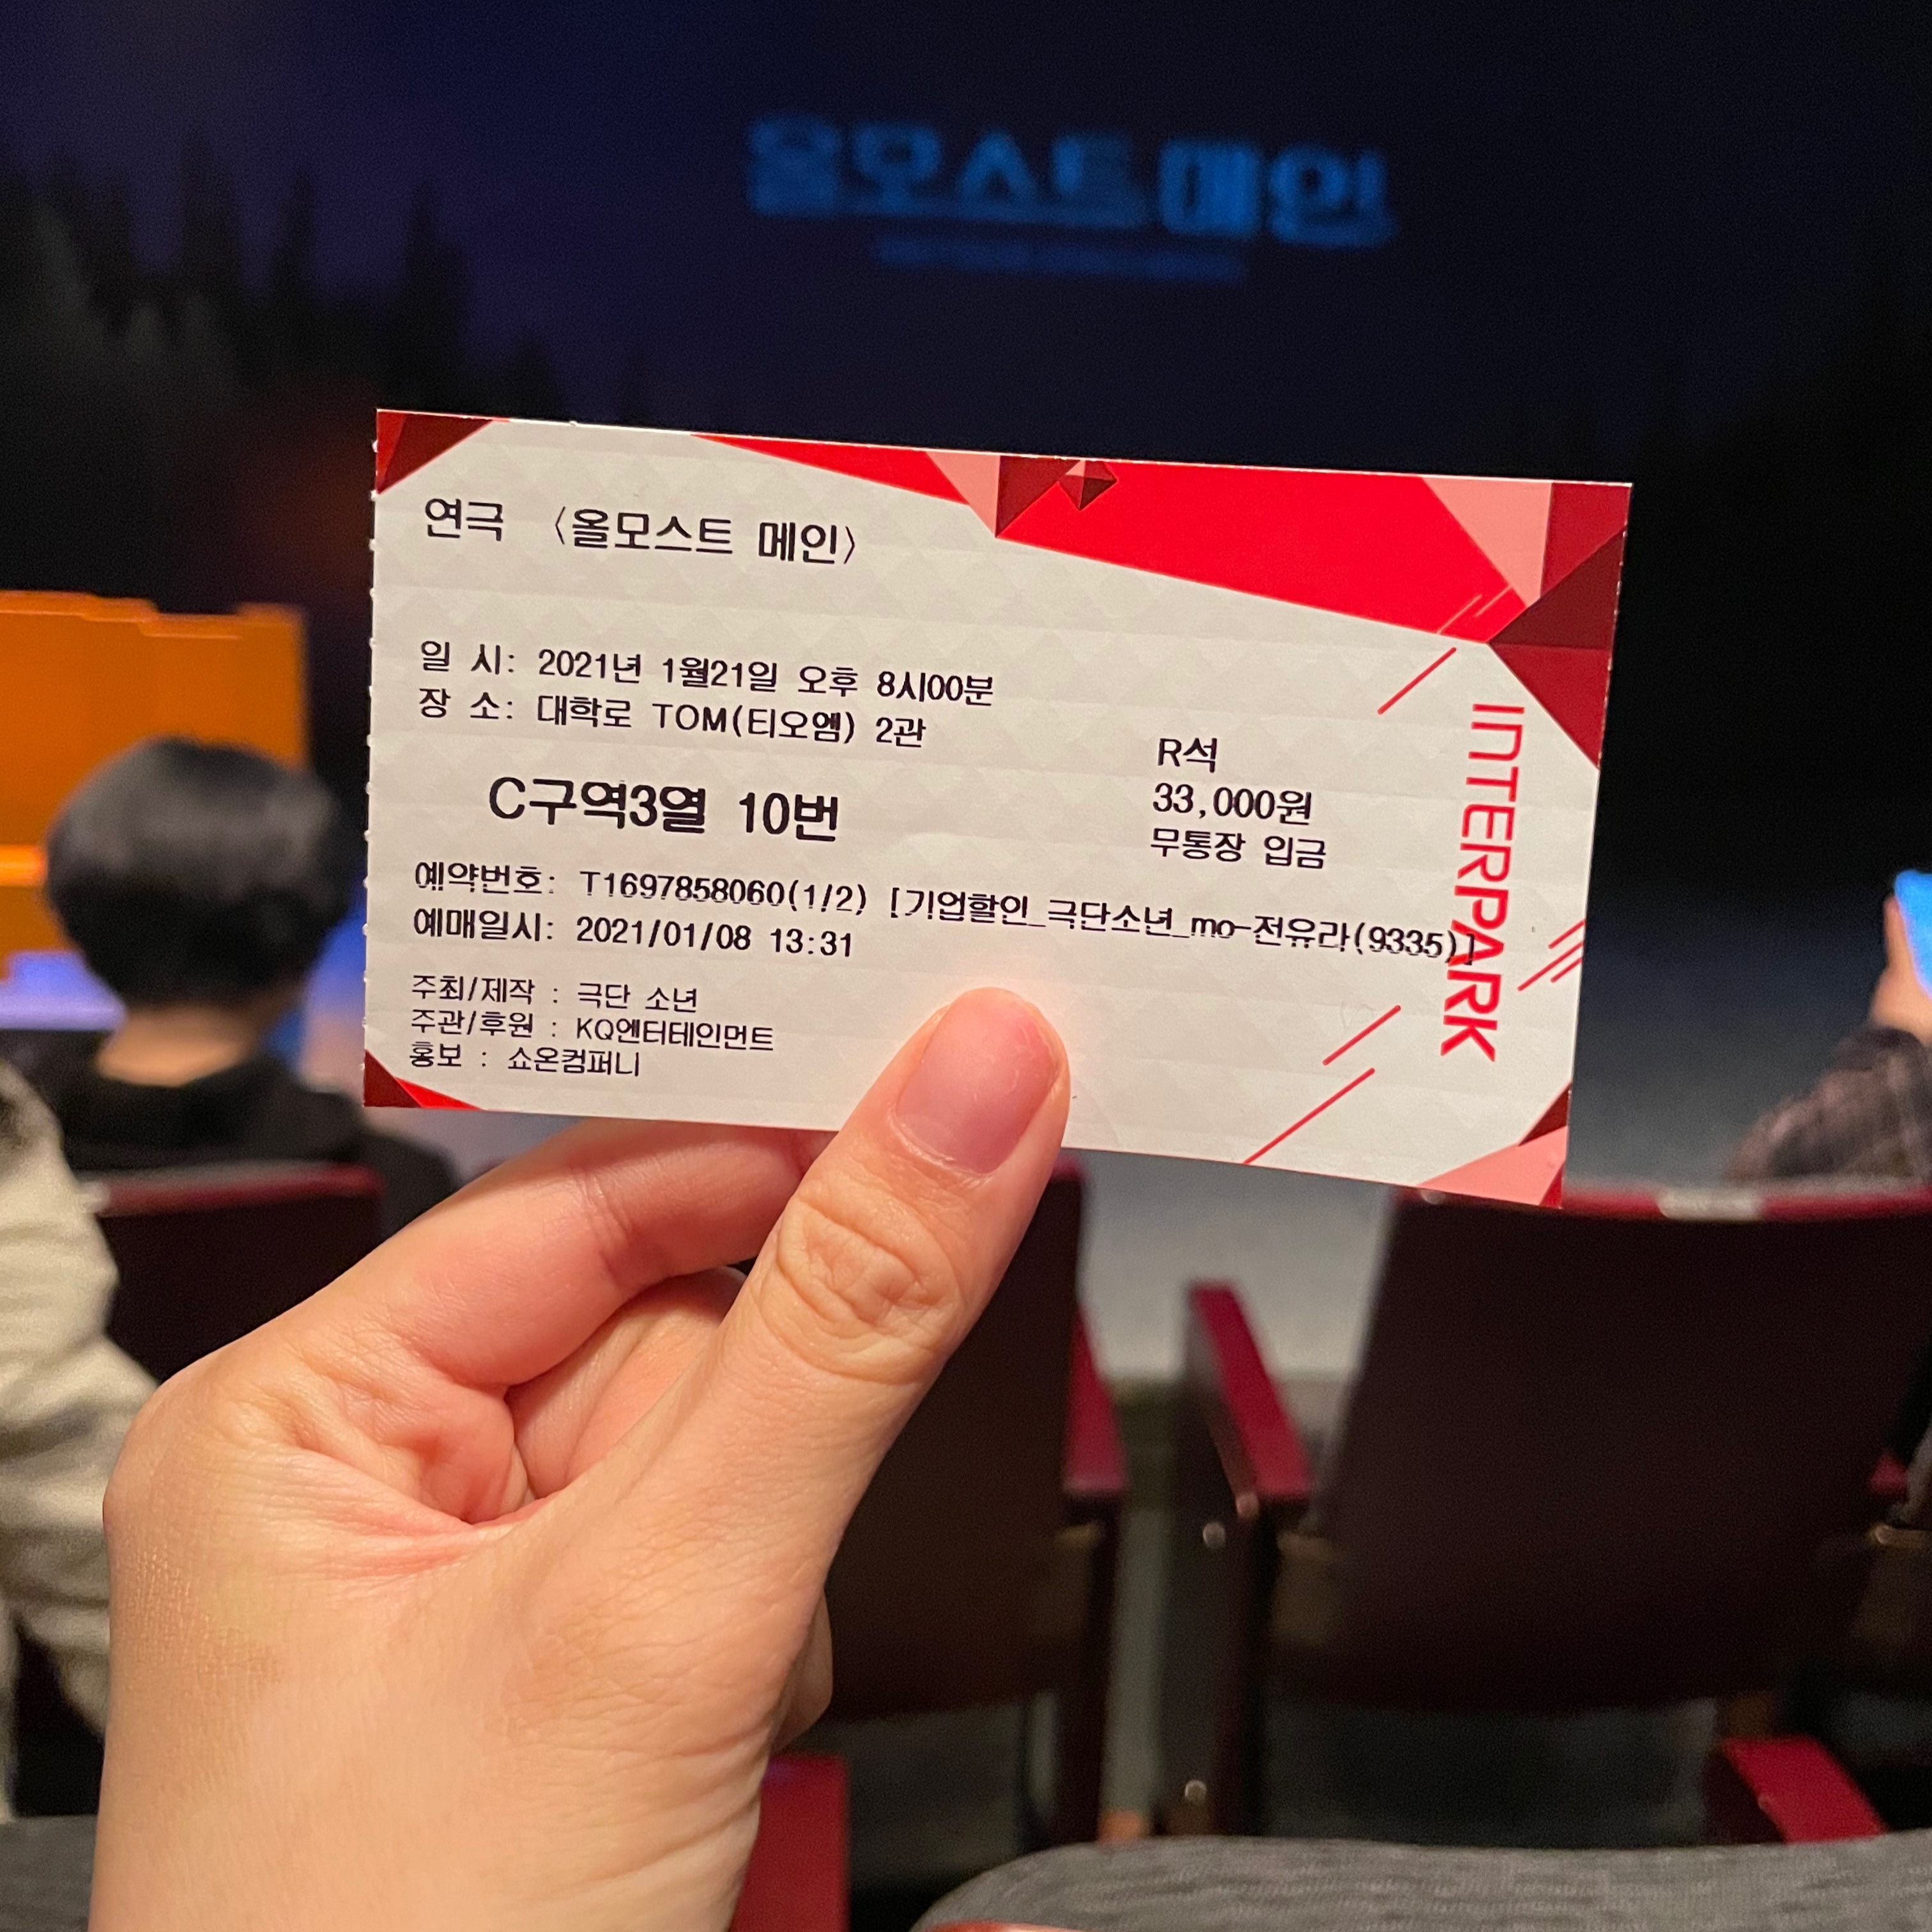 올모스트 메인
연극 〈올모스트 메인〉
일 시: 2021년 1월21일 오후 8시00분
장 소: 대학로 TOM(티오엠) 2관
C구역3열 10번
R석
33,000원
무통장 입금
예약번호: T1697858060(1/2) [기업할인_극단소년_mo-전유라(9335)]
예매일시: 2021/01/08 13:31
주최/제작 : 극단 소년
주관/후원 : KQ엔터테인먼트
홍보 : 쇼온컴퍼니
INTERPARK